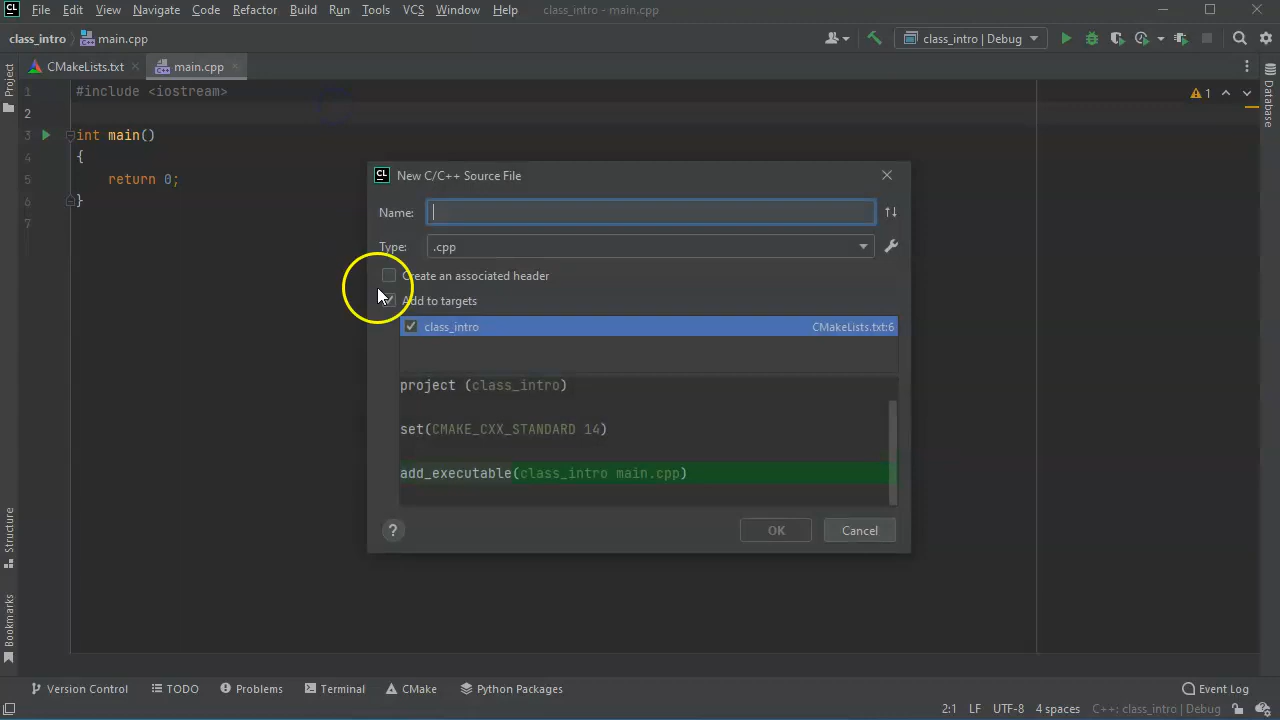 CL File Edit View Navigate Code Refactor Build Run Tools VCS Window Help class_intro - main.cpp
class_intro main.cpp class_intro | Debug
CMakeLists.txt main.cpp
Project
Database
1 #include <iostream>
1
2
3 int main()
4 {
5 return 0;
6 }
7
CL New C/C++ Source File
Name:
Type: .cpp
Create an associated header
Add to targets
class_intro CMakeLists.txt:6
project (class_intro)
set(CMAKE_CXX_STANDARD 14)
add_executable(class_intro main.cpp)
? OK Cancel
Structure
Bookmarks
Version Control TODO Problems Terminal CMake Python Packages Event Log
2:1 LF UTF-8 4 spaces C++: class_intro | Debug